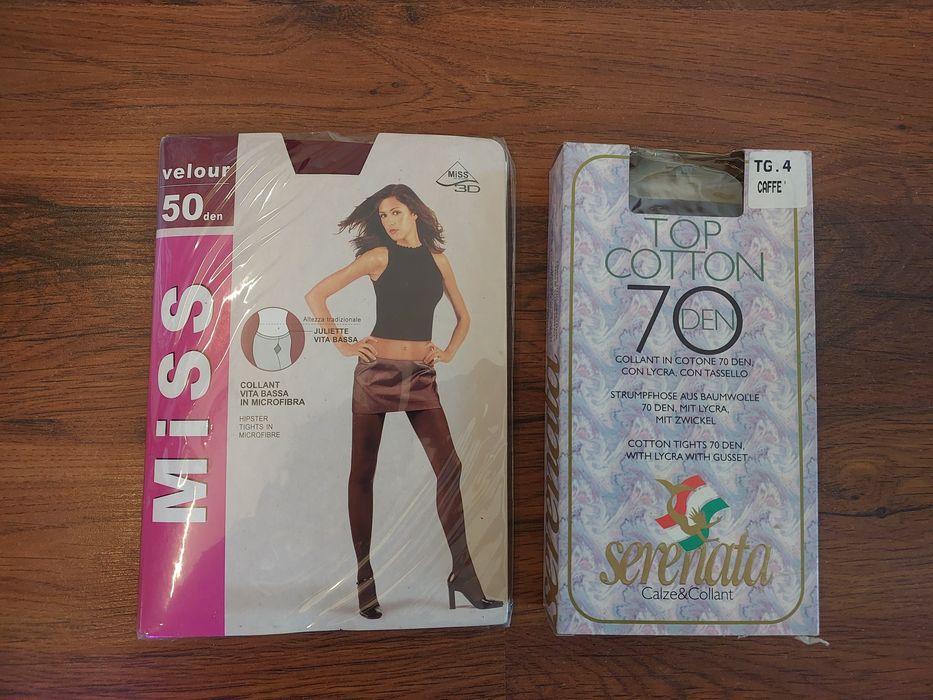 velour
50 den
MiSS
MiSS
3D
Altezza tradizionale
JULIETTE
VITA BASSA
COLLANT
VITA BASSA
IN MICROFIBRA
HIPSTER
TIGHTS IN
MICROFIBRE
TG.4
CAFFE'
TOP
COTTON
70 DEN
COLLANT IN COTONE 70 DEN,
CON LYCRA, CON TASSELLO
STRUMPFHOSE AUS BAUMWOLLE
70 DEN, MIT LYCRA,
MIT ZWICKEL
COTTON TIGHTS 70 DEN,
WITH LYCRA WITH GUSSET
serenata
Calze&Collant
serenata